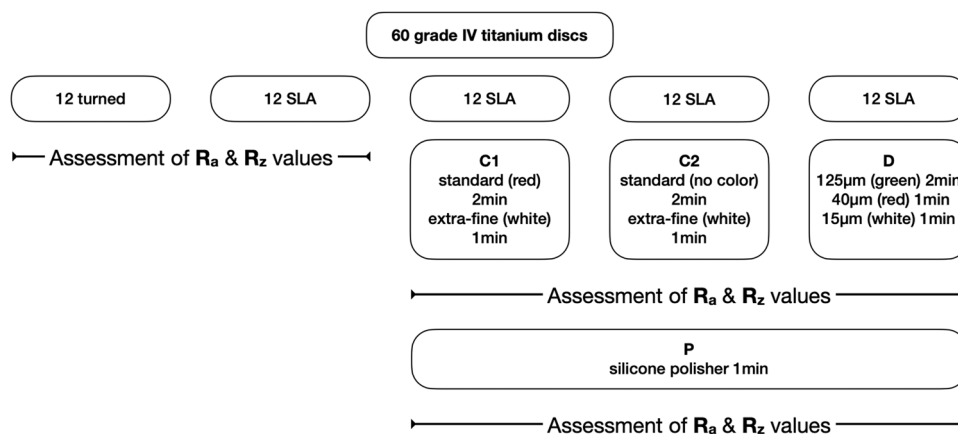 60 grade IV titanium discs
12 turned
12 SLA
12 SLA
12 SLA
12 SLA
Assessment of Ra & Rz values
C1
standard (red)
2min
extra-fine (white)
1min
C2
standard (no color)
2min
extra-fine (white)
1min
D
125µm (green) 2min
40µm (red) 1min
15µm (white) 1min
Assessment of Ra & Rz values
P
silicone polisher 1min
Assessment of Ra & Rz values